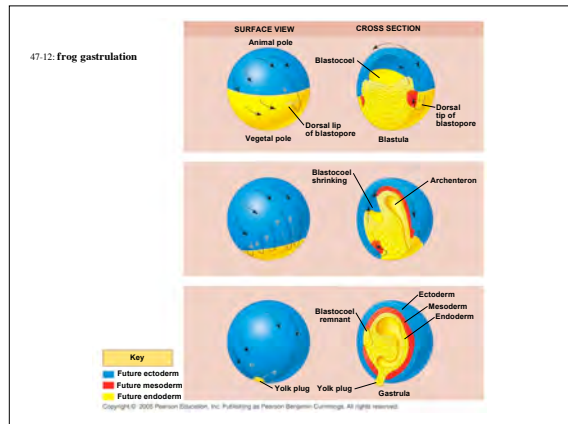 47-12: frog gastrulation
SURFACE VIEW
CROSS SECTION
Animal pole
Blastocoel
Dorsal lip
of blastopore
Dorsal
tip of
blastopore
Vegetal pole
Blastula
Blastocoel
shrinking
Archenteron
Ectoderm
Mesoderm
Endoderm
Blastocoel
remnant
Key
Future ectoderm
Future mesoderm
Future endoderm
Yolk plug
Yolk plug
Gastrula
Copyright © 2005 Pearson Education, Inc. Publishing as Pearson Benjamin Cummings. All rights reserved.